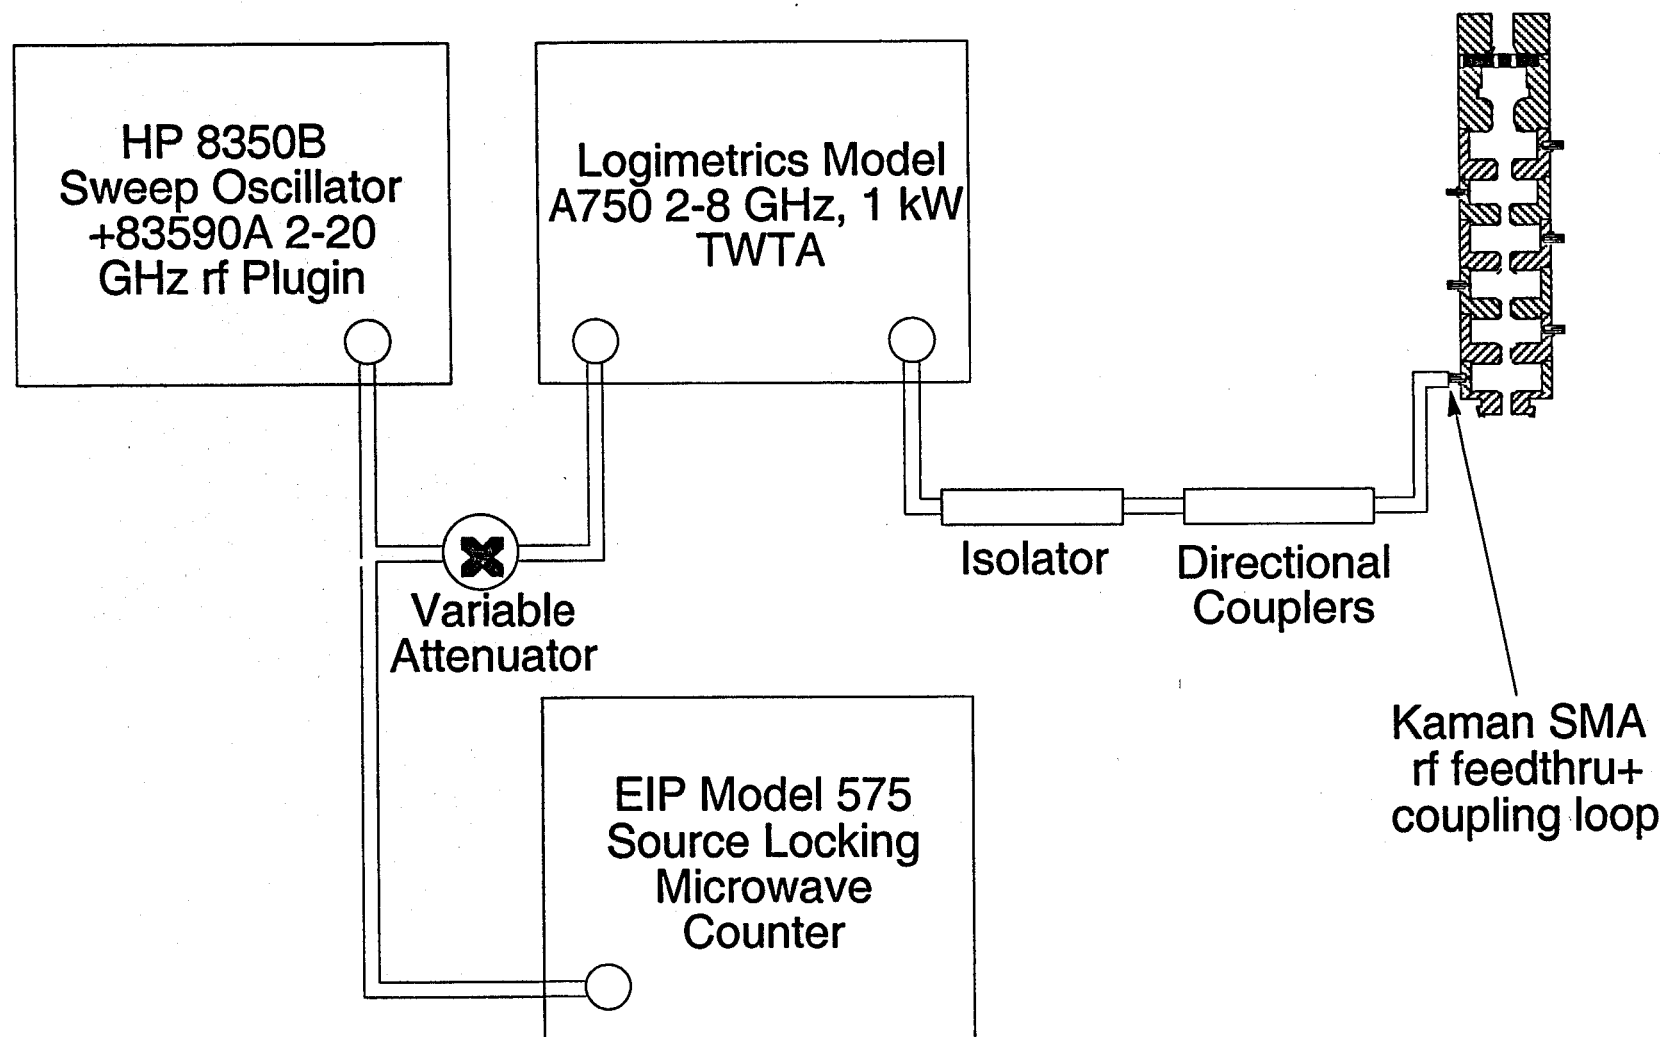 HP 8350B
Sweep Oscillator
+83590A 2-20
GHz rf Plugin
Logimetrics Model
A750 2-8 GHz, 1 kW
TWTA
Isolator
Directional
Couplers
Variable
Attenuator
Kaman SMA
rf feedthru+
coupling loop
EIP Model 575
Source Locking
Microwave
Counter